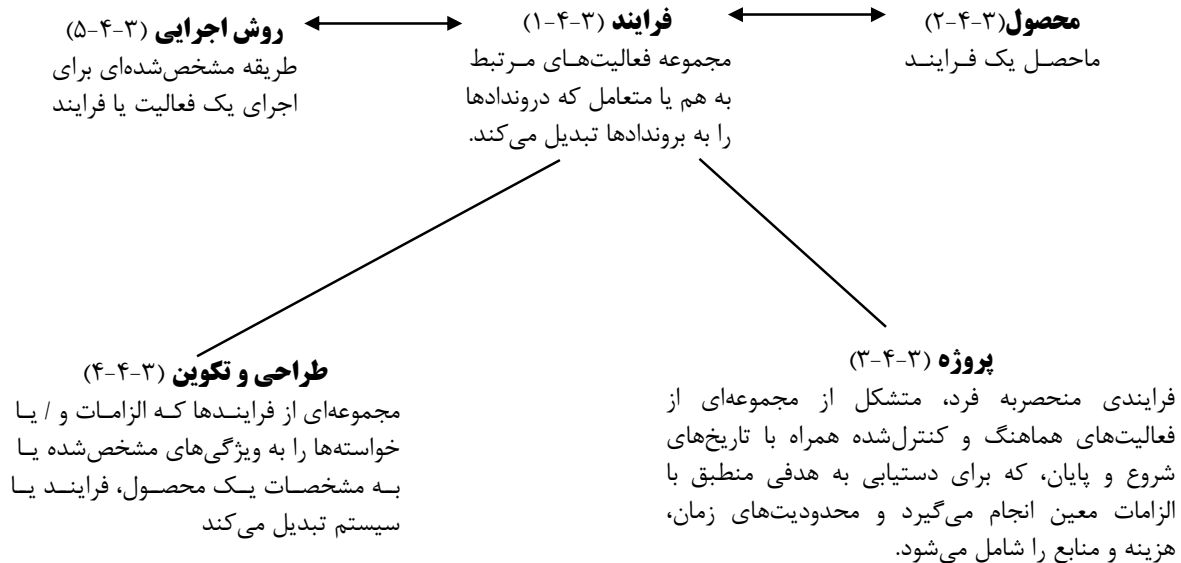 محصول(۳-۴-۲)
ماحصل یک فرایند
فرایند (۳-۴-۱)
مجموعه فعالیت‌های مرتبط
به هم یا متعامل که دروندادها
را به بروندادها تبدیل می‌کند.
روش اجرایی (۳-۴-۵)
طریقه مشخص‌شده‌ای برای
اجرای یک فعالیت یا فرایند
پروژه (۳-۴-۳)
فرایندی منحصربه فرد، متشکل از مجموعه‌ای از
فعالیت‌های هماهنگ و کنترل‌شده همراه با تاریخ‌های
شروع و پایان، که برای دستیابی به هدفی منطبق با
الزامات معین انجام می‌گیرد و محدودیت‌های زمان،
هزینه و منابع را شامل می‌شود.
طراحی و تکوین (۳-۴-۴)
مجموعه‌ای از فرایندها که الزامات و / یا
خواسته‌ها را به ویژگی‌های مشخص‌شده یا
به مشخصات یک محصول، فرایند یا
سیستم تبدیل می‌کند